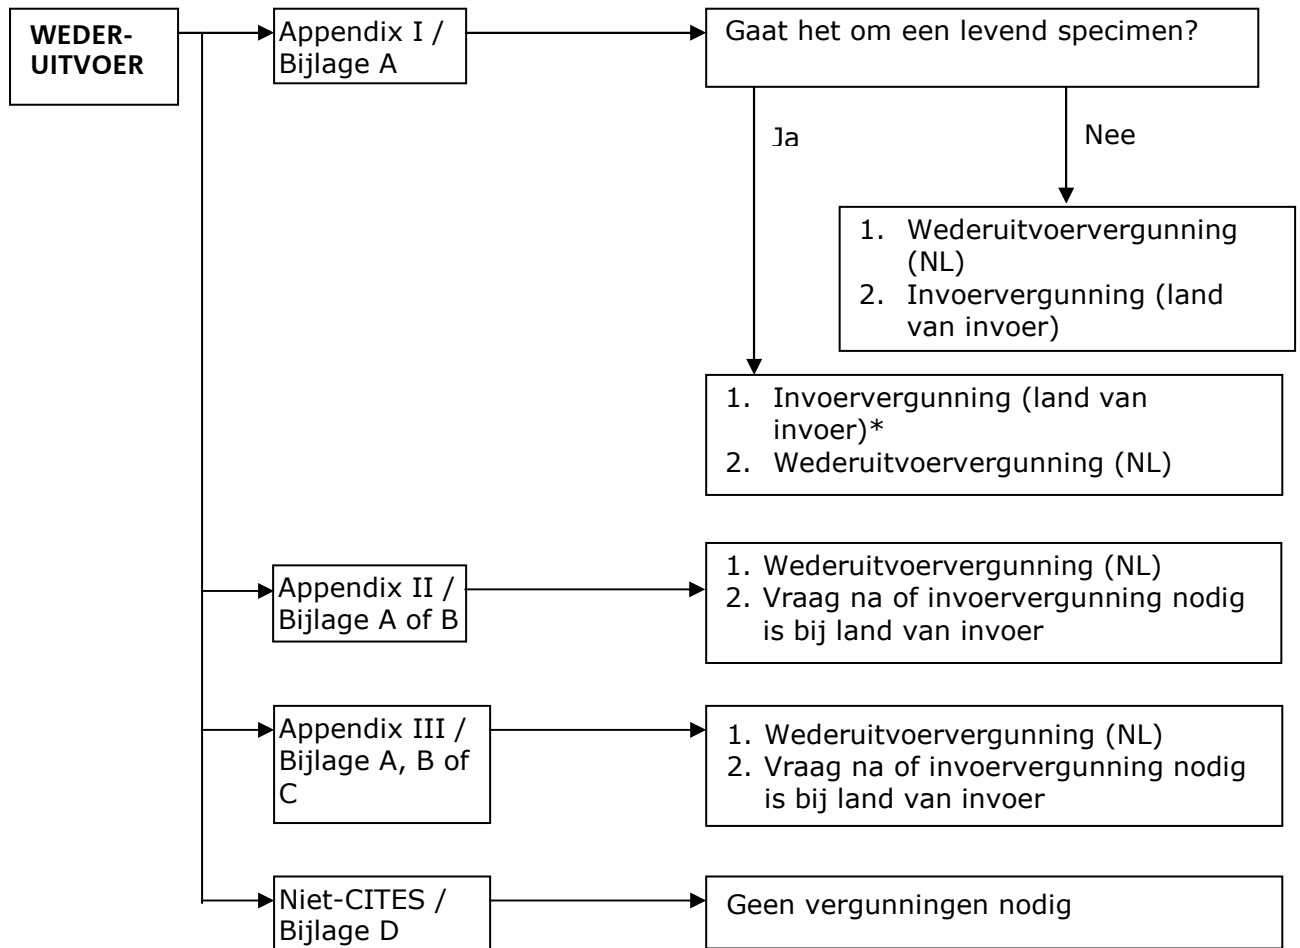 WEDER-
UITVOER
Appendix I /
Bijlage A
Gaat het om een levend specimen?
Ja
Nee
1. Wederuitvoervergunning
(NL)
2. Invoervergunning (land
van invoer)
1. Invoervergunning (land van
invoer)*
2. Wederuitvoervergunning (NL)
Appendix II /
Bijlage A of B
1. Wederuitvoervergunning (NL)
2. Vraag na of invoervergunning nodig
is bij land van invoer
Appendix III /
Bijlage A, B of
C
1. Wederuitvoervergunning (NL)
2. Vraag na of invoervergunning nodig
is bij land van invoer
Niet-CITES /
Bijlage D
Geen vergunningen nodig